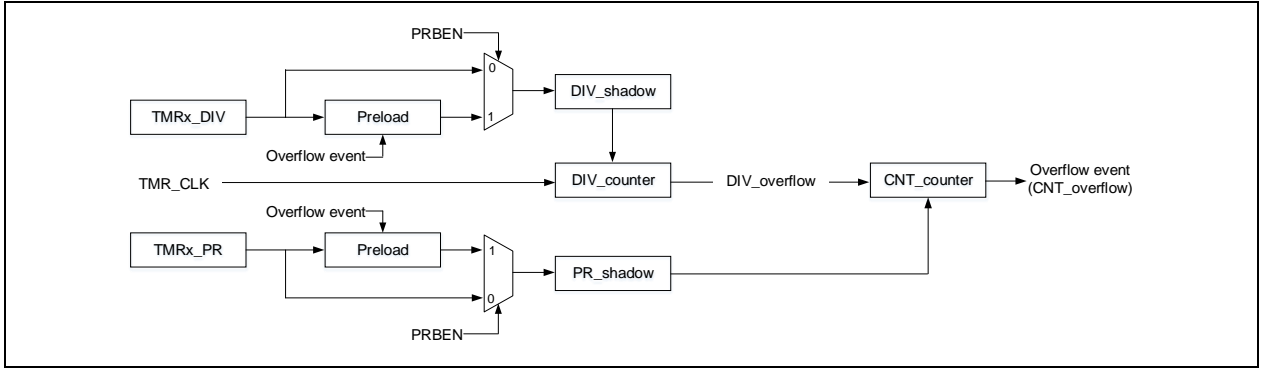 PRBEN
0
TMRx_DIV
Preload
1
DIV_shadow
Overflow event
TMR_CLK
DIV_counter
DIV_overflow
CNT_counter
Overflow event
(CNT_overflow)
Overflow event
TMRx_PR
Preload
1
PR_shadow
0
PRBEN